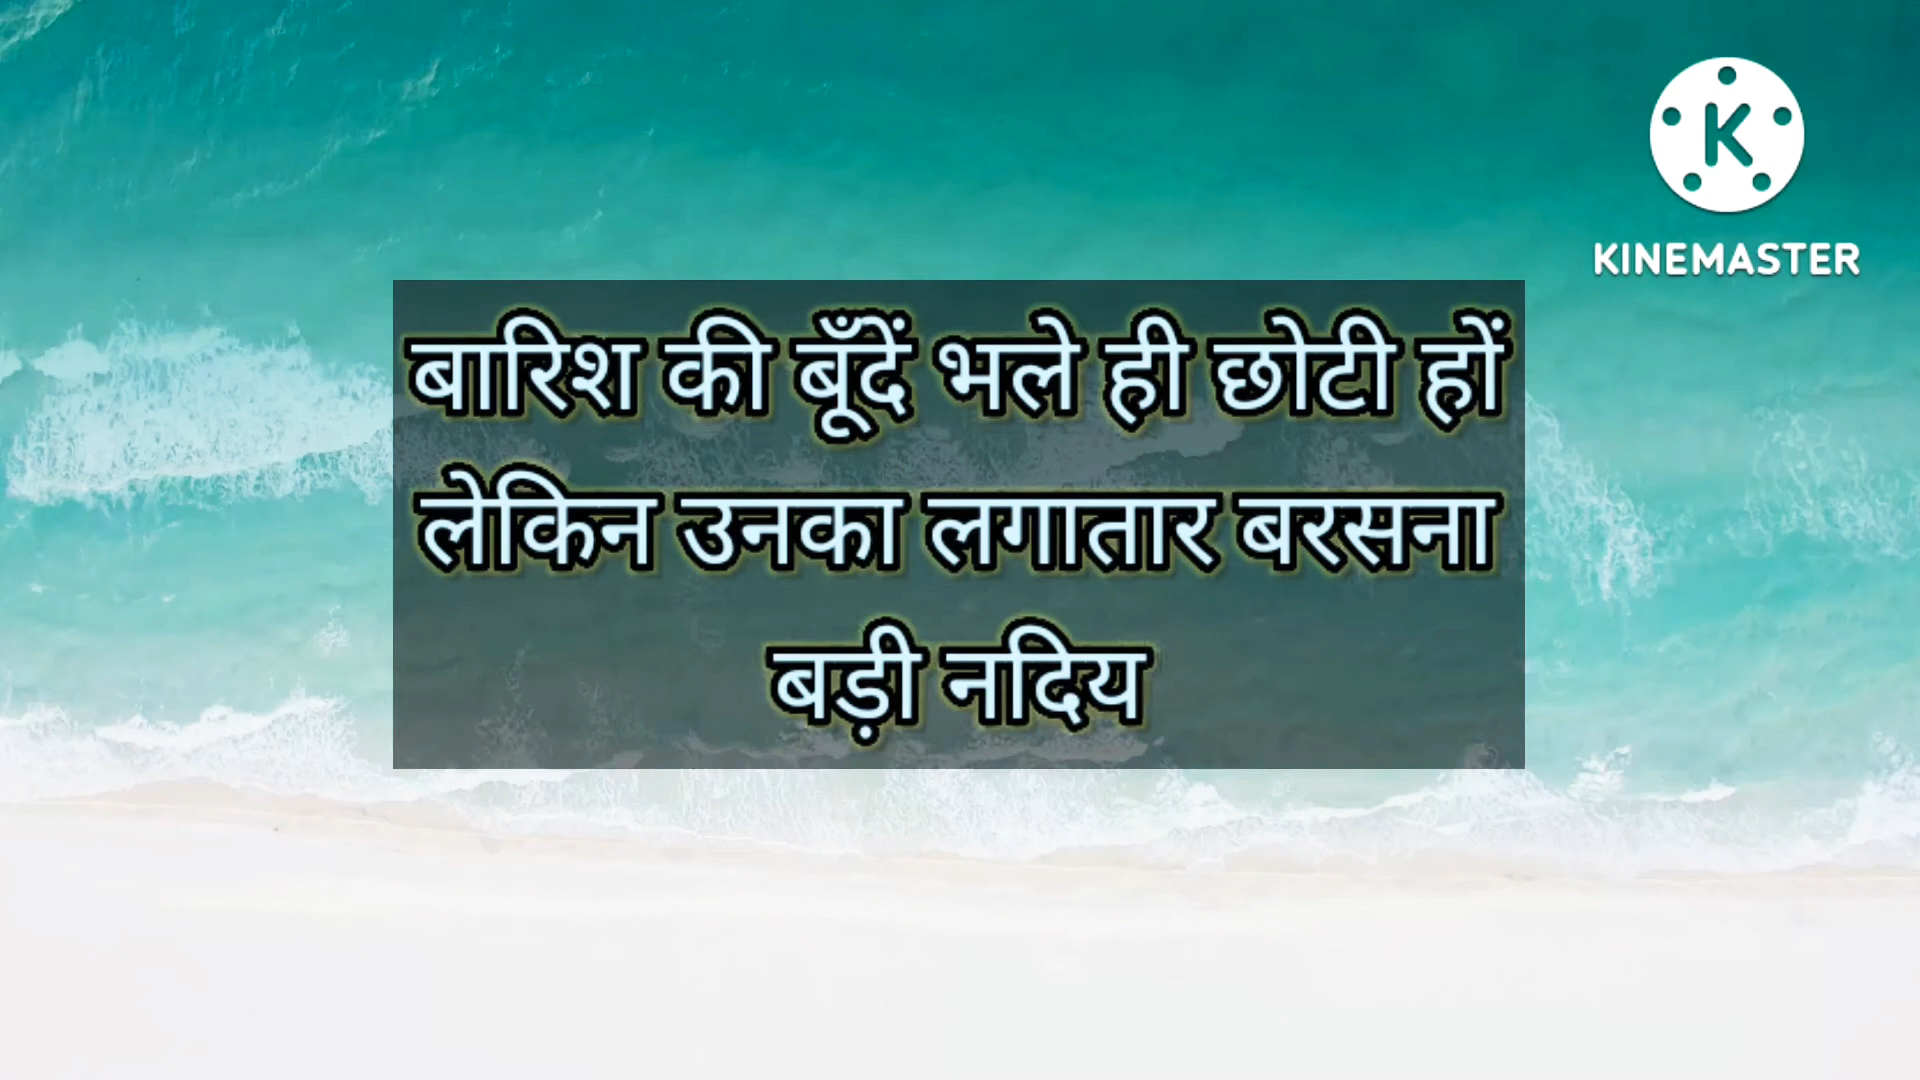 KINEMASTER
बारिश की बूँदें भले ही छोटी हों
लेकिन उनका लगातार बरसना
बड़ी नदिय